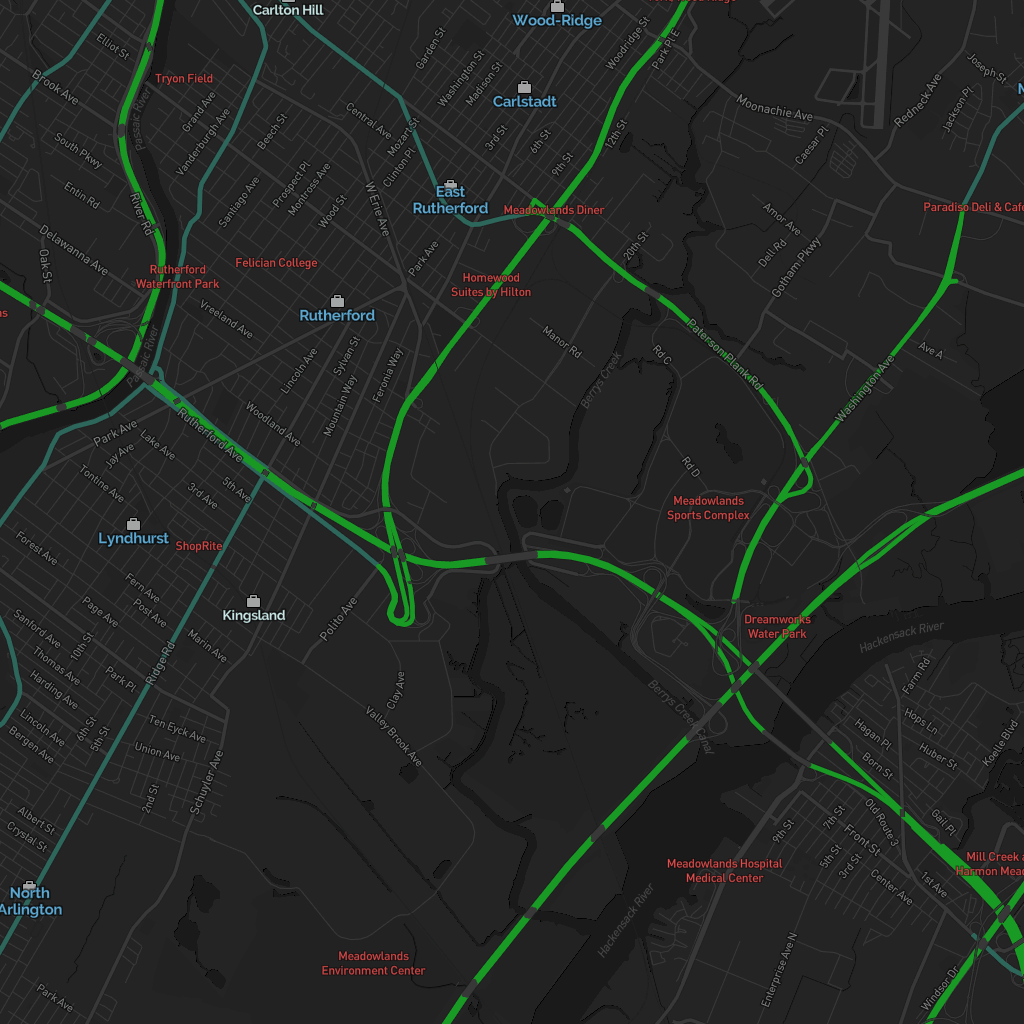 Carlton Hill
Wood-Ridge
Elliot St
Garden St
Woodridge St
Park Pl E
Tryon Field
Washington St
Madison St
Joseph St
Brook Ave
Carlstadt
Redneck Ave
Grand Ave
Passaic River
Central Ave
Moonachie Ave
Jackson Pl
Vanderburgh Ave
Beech St
Mozart St
3rd St
6th St
12th St
Caesar Pl
South Pkwy
Clinton Pl
9th St
Prospect Pl
Montross Ave
Entin Rd
Santiago Ave
Wood St
W Erie Ave
East
Rutherford
Meadowlands Diner
Paradiso Deli & Cafe
River Rd
Amor Ave
Delawanna Ave
20th St
Dell Rd
Park Ave
Gotham Pkwy
Oak St
Felician College
Rutherford
Waterfront Park
Homewood
Suites by Hilton
Rutherford
Vreeland Ave
Manor Rd
Paterson Plank Rd
Passaic River
Sylvan St
Rd C
Ave A
Lincoln Ave
Feronia Way
Berrys Creek
Washington Ave
Mountain Way
Woodland Ave
Rutherford Ave
Park Ave
Lake Ave
Jay Ave
Rd D
Tontine Ave
5th Ave
3rd Ave
Meadowlands
Sports Complex
Lyndhurst
ShopRite
Forest Ave
Fern Ave
Kingsland
Page Ave
Post Ave
Polito Ave
Dreamworks
Water Park
Hackensack River
Sanford Ave
10th St
Marin Ave
Thomas Ave
Ridge Rd
Farm Rd
Park Pl
Clay Ave
Harding Ave
Berrys Creek Canal
Lincoln Ave
6th St
5th St
Ten Eyck Ave
Valley Brook Ave
Hagan Pl
Hops Ln
Koelle Blvd
Bergen Ave
Union Ave
Huber St
Born St
Schuyler Ave
2nd St
Old Route 3
Albert St
7th St
9th St
Gail Pl
Crystal St
Front St
5th St
3rd St
Meadowlands Hospital
Medical Center
Mill Creek a
Harmon Mead
1st Ave
Center Ave
North
Arlington
Hackensack River
Meadowlands
Environment Center
Enterprise Ave N
Windsor Dr
Park Ave